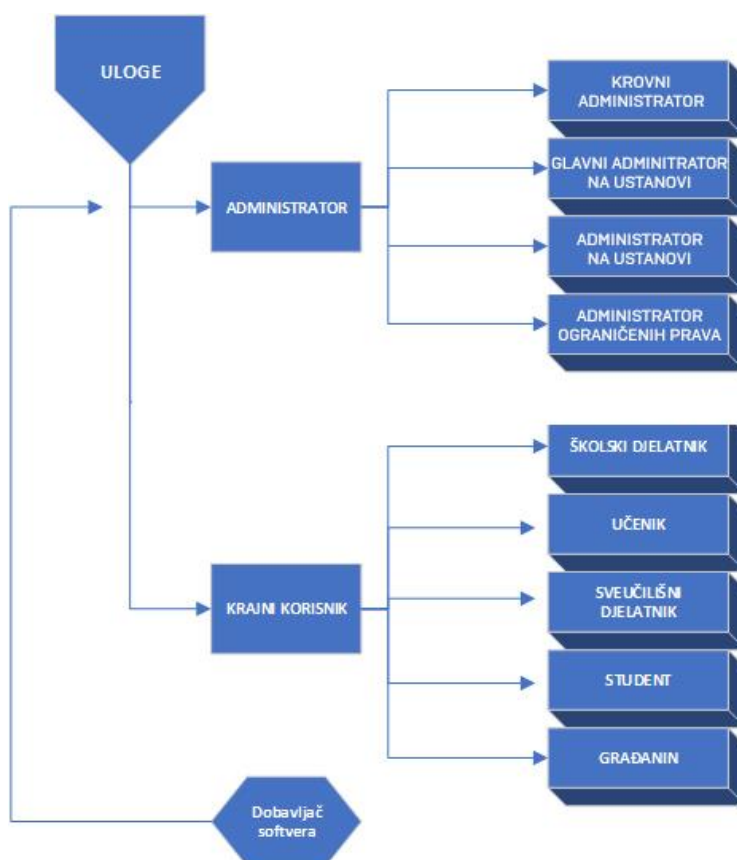 ULOGE
ADMINISTRATOR
KROVNI
ADMINISTRATOR
GLAVNI ADMINITRATOR
NA USTANOVI
ADMINISTRATOR
NA USTANOVI
ADMINISTRATOR
OGRANIČENIH PRAVA
KRAJNI KORISNIK
ŠKOLSKI DJELATNIK
UČENIK
SVEUČILIŠNI
DJELATNIK
STUDENT
GRAĐANIN
Dobavljač
softvera